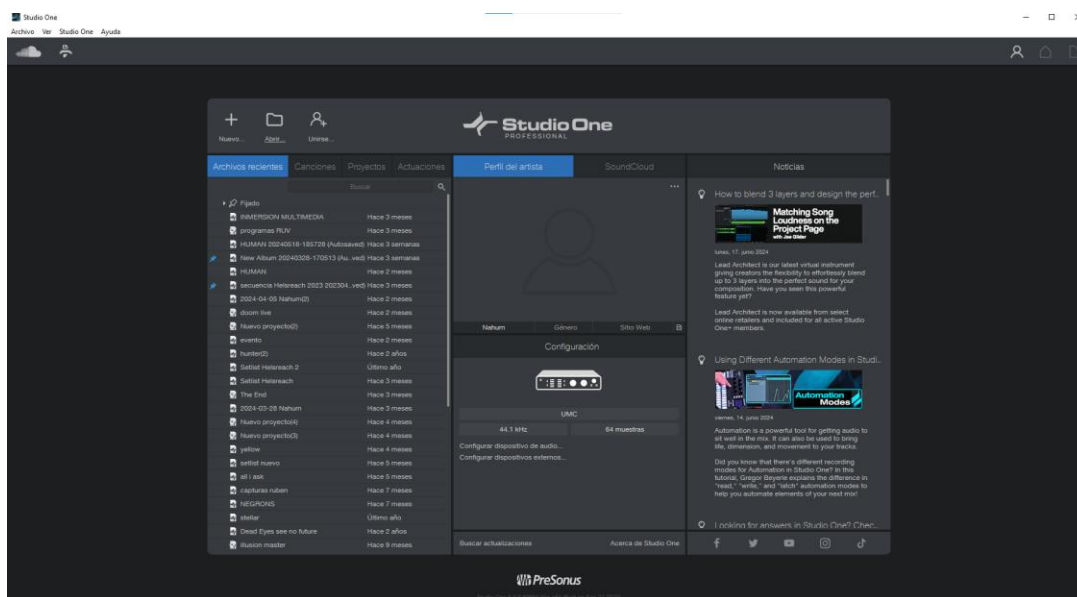 Studio One
Archivo Ver Studio One Ayuda
Nuevo... Abrir... Unirse...
Studio One
PROFESSIONAL
Archivos recientes Canciones Proyectos Actuaciones
Buscar
Fijado
INMERSION MULTIMEDIA Hace 3 meses
programas RUV Hace 3 meses
HUMAN 20240518-185728 (Autosaved) Hace 3 semanas
New Album 20240328-170513 (Au..ved) Hace 3 semanas
HUMAN Hace 2 meses
secuencia Helsreach 2023 202304..ved) Hace 3 meses
2024-04-05 Nahum(2) Hace 2 meses
doom live Hace 2 meses
Nuevo proyecto(2) Hace 5 meses
evento Hace 2 meses
hunter(2) Hace 2 años
Setlist Helsreach 2 Último año
Setlist Helsreach Hace 3 meses
The End Hace 3 meses
2024-03-28 Nahum Hace 3 meses
Nuevo proyecto(4) Hace 4 meses
Nuevo proyecto(3) Hace 4 meses
yellow Hace 4 meses
setlist nuevo Hace 5 meses
all i ask Hace 5 meses
capturas ruben Hace 7 meses
NEGRONS Hace 7 meses
stellar Último año
Dead Eyes see no future Hace 2 años
illusion master Hace 9 meses
Perfil del artista SoundCloud
Nahum Género Sitio Web
Configuración
UMC
44.1 kHz 64 muestras
Configurar dispositivo de audio...
Configurar dispositivos externos...
Buscar actualizaciones Acerca de Studio One
Noticias
How to blend 3 layers and design the perf..
Matching Song
Loudness on the
Project Page
with Joe Gilder
lunes, 17. junio 2024
Lead Architect is our latest virtual instrument
giving creators the flexibility to effortlessly blend
up to 3 layers into the perfect sound for your
composition. Have you seen this powerful
feature yet?
Lead Architect is now available from select
online retailers and included for all active Studio
One+ members.
Using Different Automation Modes in Studi..
Automation
Modes
viernes, 14. junio 2024
Automation is a powerful tool for getting audio to
sit well in the mix. It can also be used to bring
life, dimension, and movement to your tracks.
Did you know that there's different recording
modes for Automation in Studio One? In this
tutorial, Gregor Beyerle explains the difference in
"read," "write," and "latch" automation modes to
help you automate elements of your next mix!
Looking for answers in Studio One? Chec..
PreSonus